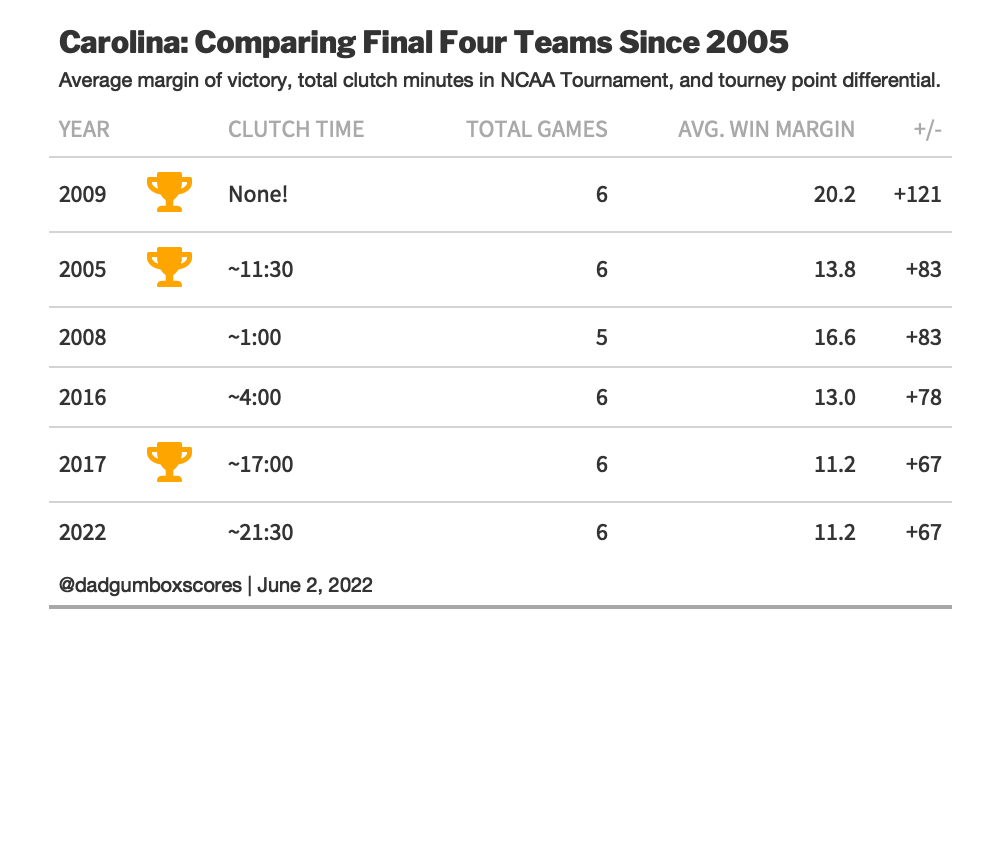 Carolina: Comparing Final Four Teams Since 2005
Average margin of victory, total clutch minutes in NCAA Tournament, and tourney point differential.
YEAR CLUTCH TIME TOTAL GAMES AVG. WIN MARGIN +/-
2009 None! 6 20.2 +121
2005 ~11:30 6 13.8 +83
2008 ~1:00 5 16.6 +83
2016 ~4:00 6 13.0 +78
2017 ~17:00 6 11.2 +67
2022 ~21:30 6 11.2 +67
@dadgumboxscores | June 2, 2022